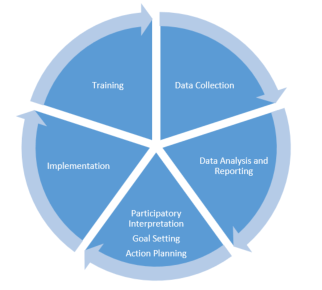 Training
Data Collection
Data Analysis and
Reporting
Participatory
Interpretation
Goal Setting
Action Planning
Implementation